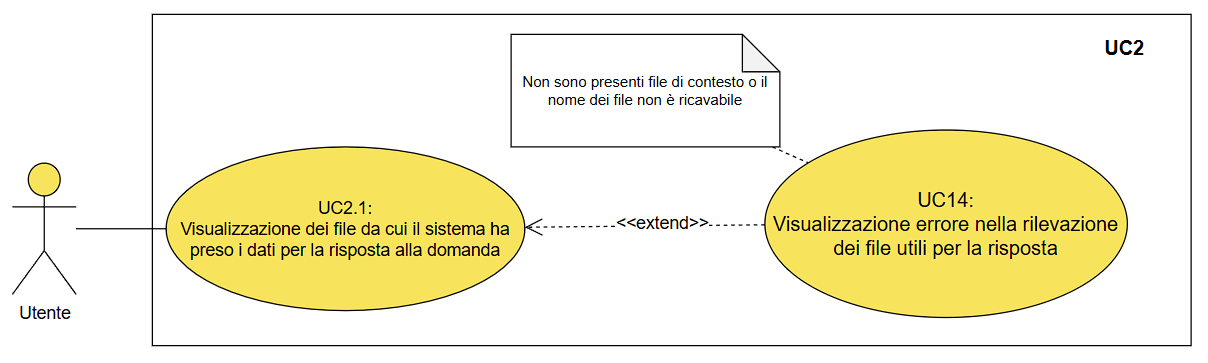 UC2
Non sono presenti file di contesto o il
nome dei file non è ricavabile
UC2.1:
Visualizzazione dei file da cui il sistema ha
preso i dati per la risposta alla domanda
<<extend>>
UC14:
Visualizzazione errore nella rilevazione
dei file utili per la risposta
Utente